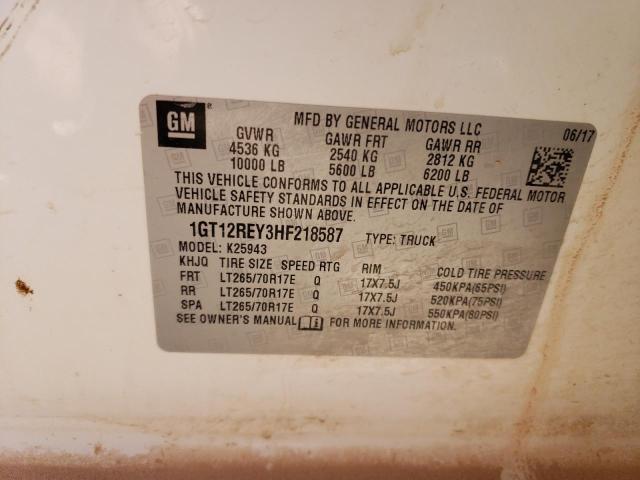 GM
MFD BY GENERAL MOTORS LLC 06/17
GVWR GAWR FRT GAWR RR
4536 KG 2540 KG 2812 KG
10000 LB 5600 LB 6200 LB
THIS VEHICLE CONFORMS TO ALL APPLICABLE U.S. FEDERAL MOTOR
VEHICLE SAFETY STANDARDS IN EFFECT ON THE DATE OF
MANUFACTURE SHOWN ABOVE.
1GT12REY3HF218587 TYPE: TRUCK
MODEL: K25943
KHJQ TIRE SIZE SPEED RTG RIM COLD TIRE PRESSURE
FRT LT265/70R17E Q 17X7.5J 450KPA(65PSI)
RR LT265/70R17E Q 17X7.5J 520KPA(75PSI)
SPA LT265/70R17E Q 17X7.5J 550KPA(80PSI)
SEE OWNER'S MANUAL FOR MORE INFORMATION.